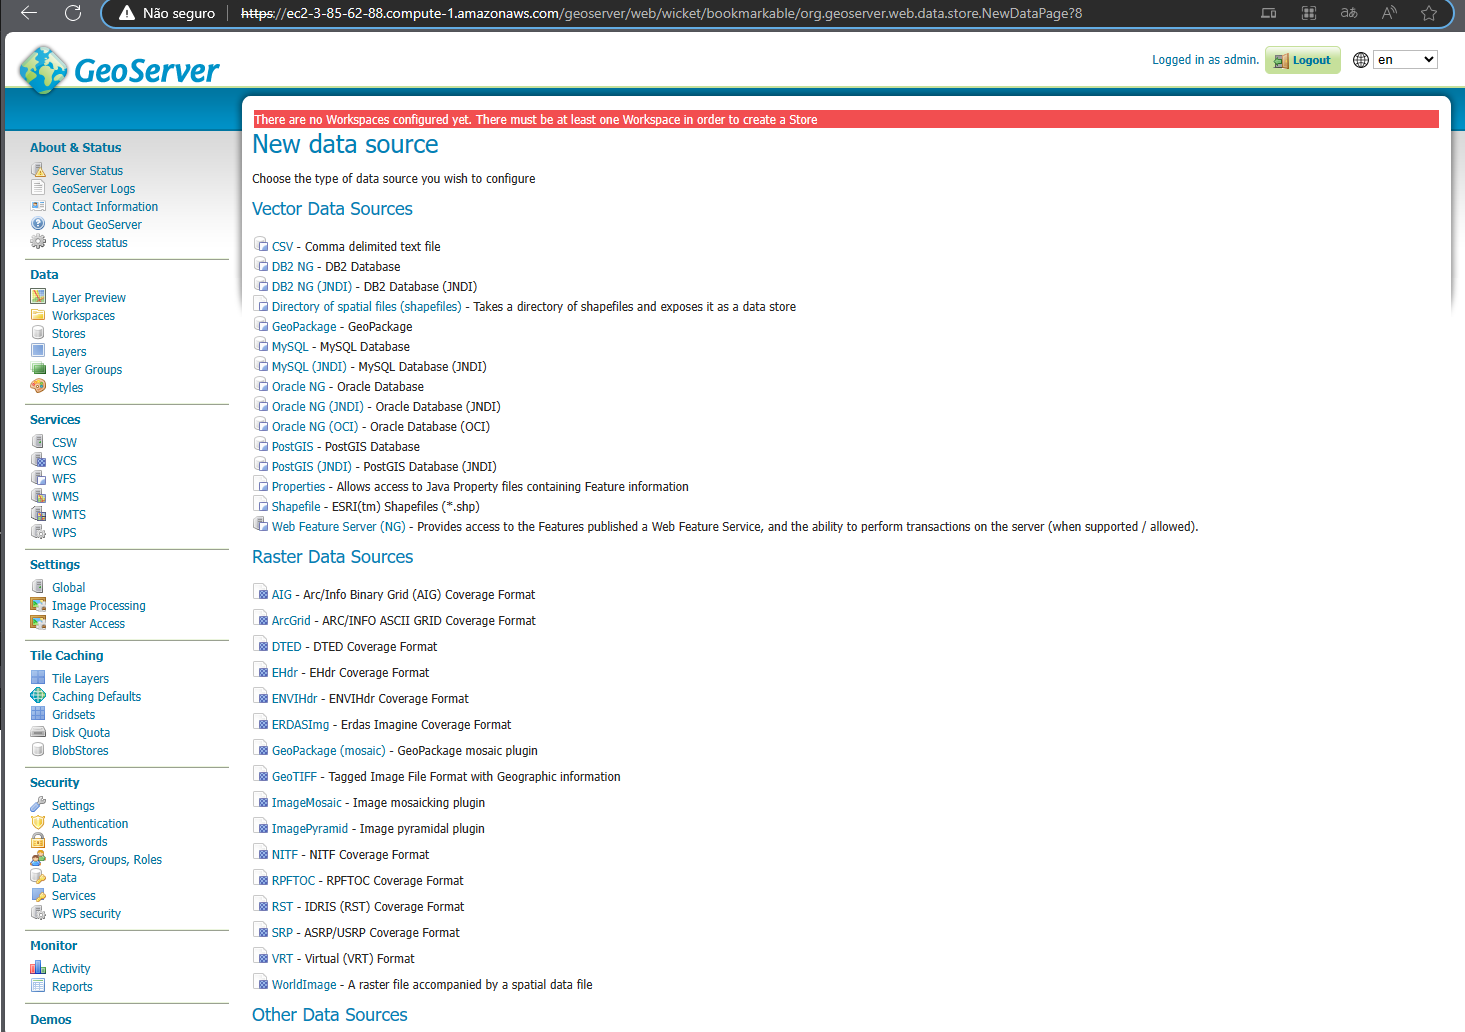 Não seguro
https://ec2-3-85-62-88.compute-1.amazonaws.com/geoserver/web/wicket/bookmarkable/org.geoserver.web.data.store.NewDataPage?8
GeoServer
Logged in as admin.
Logout
en
There are no Workspaces configured yet. There must be at least one Workspace in order to create a Store
About & Status
Server Status
GeoServer Logs
Contact Information
About GeoServer
Process status
Data
Layer Preview
Workspaces
Stores
Layers
Layer Groups
Styles
Services
CSW
WCS
WFS
WMS
WMTS
WPS
Settings
Global
Image Processing
Raster Access
Tile Caching
Tile Layers
Caching Defaults
Gridsets
Disk Quota
BlobStores
Security
Settings
Authentication
Passwords
Users, Groups, Roles
Data
Services
WPS security
Monitor
Activity
Reports
Demos
New data source
Choose the type of data source you wish to configure
Vector Data Sources
CSV - Comma delimited text file
DB2 NG - DB2 Database
DB2 NG (JNDI) - DB2 Database (JNDI)
Directory of spatial files (shapefiles) - Takes a directory of shapefiles and exposes it as a data store
GeoPackage - GeoPackage
MySQL - MySQL Database
MySQL (JNDI) - MySQL Database (JNDI)
Oracle NG - Oracle Database
Oracle NG (JNDI) - Oracle Database (JNDI)
Oracle NG (OCI) - Oracle Database (OCI)
PostGIS - PostGIS Database
PostGIS (JNDI) - PostGIS Database (JNDI)
Properties - Allows access to Java Property files containing Feature information
Shapefile - ESRI(tm) Shapefiles (*.shp)
Web Feature Server (NG) - Provides access to the Features published a Web Feature Service, and the ability to perform transactions on the server (when supported / allowed).
Raster Data Sources
AIG - Arc/Info Binary Grid (AIG) Coverage Format
ArcGrid - ARC/INFO ASCII GRID Coverage Format
DTED - DTED Coverage Format
EHdr - EHdr Coverage Format
ENVIHdr - ENVIHdr Coverage Format
ERDASImg - Erdas Imagine Coverage Format
GeoPackage (mosaic) - GeoPackage mosaic plugin
GeoTIFF - Tagged Image File Format with Geographic information
ImageMosaic - Image mosaicking plugin
ImagePyramid - Image pyramidal plugin
NITF - NITF Coverage Format
RPFTOC - RPFTOC Coverage Format
RST - IDRIS (RST) Coverage Format
SRP - ASRP/USRP Coverage Format
VRT - Virtual (VRT) Format
WorldImage - A raster file accompanied by a spatial data file
Other Data Sources